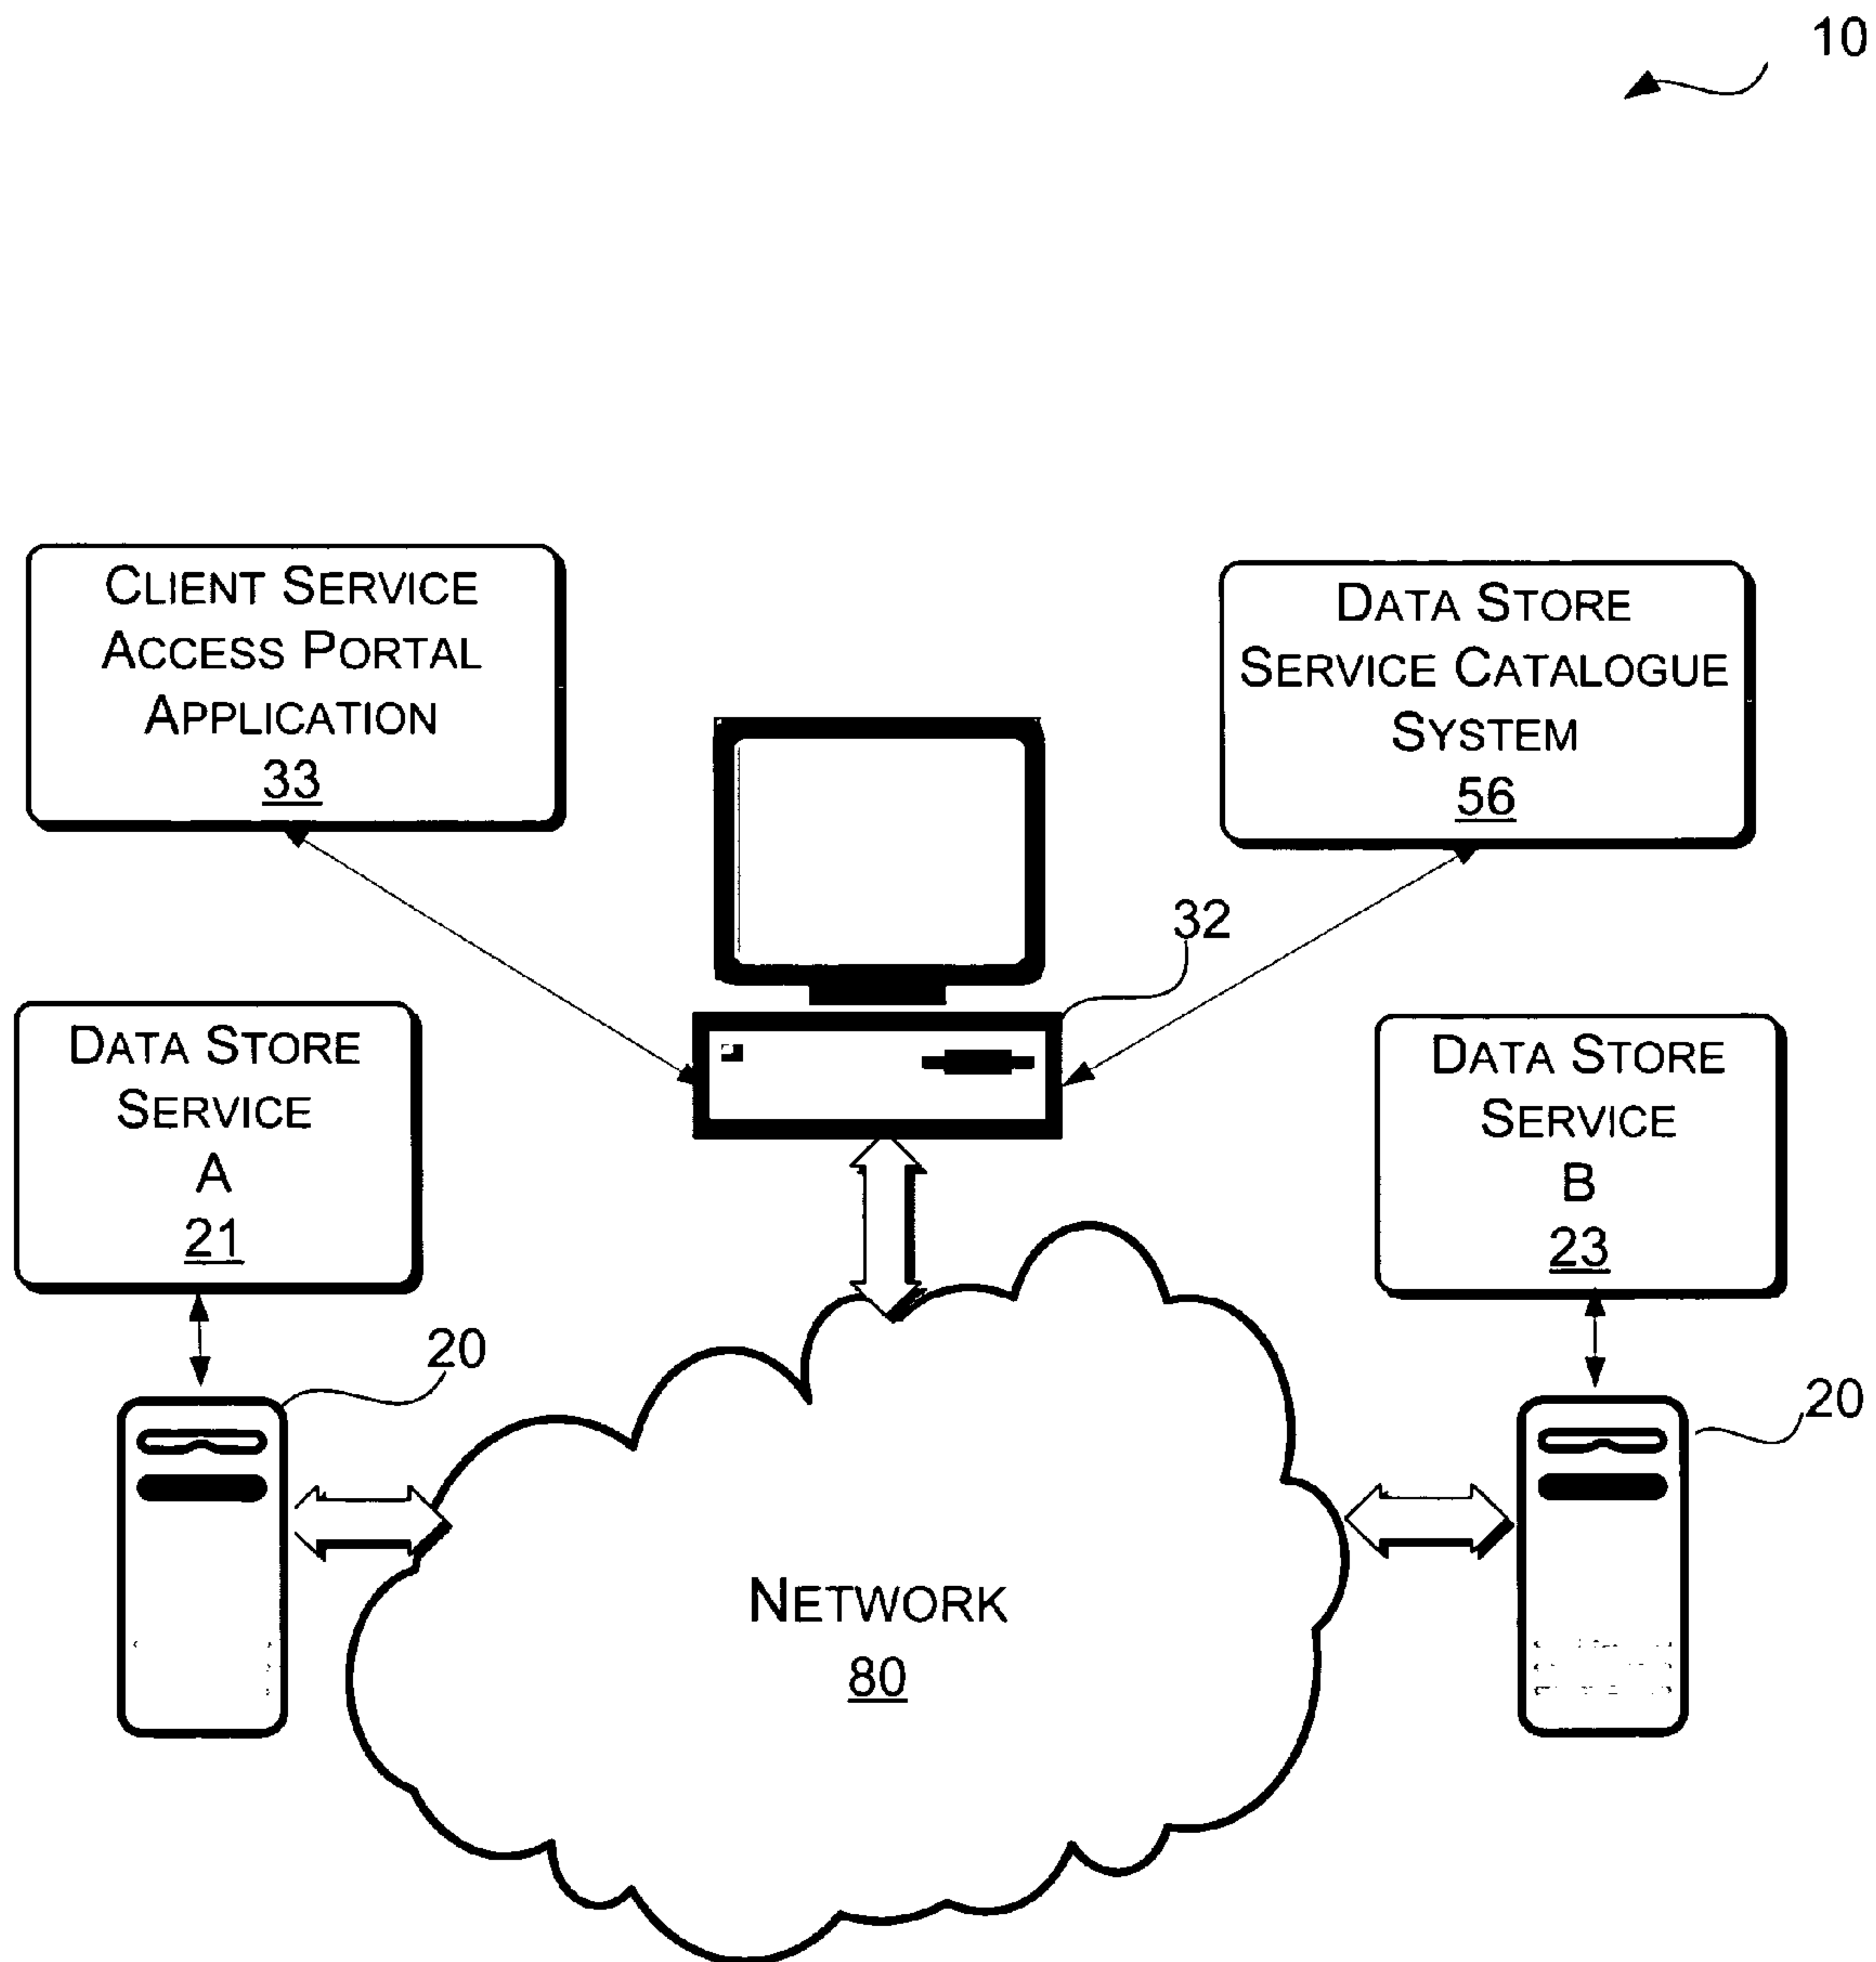 10
CLIENT SERVICE
ACCESS PORTAL
APPLICATION
33
DATA STORE
SERVICE CATALOGUE
SYSTEM
56
32
DATA STORE
SERVICE
A
21
DATA STORE
SERVICE
B
23
20
20
NETWORK
80